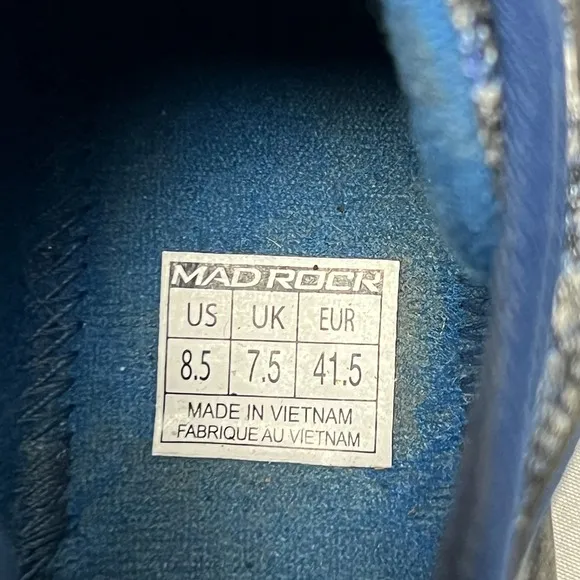 MAD ROCK
US UK EUR
8.5 7.5 41.5
MADE IN VIETNAM
FABRIQUE AU VIETNAM